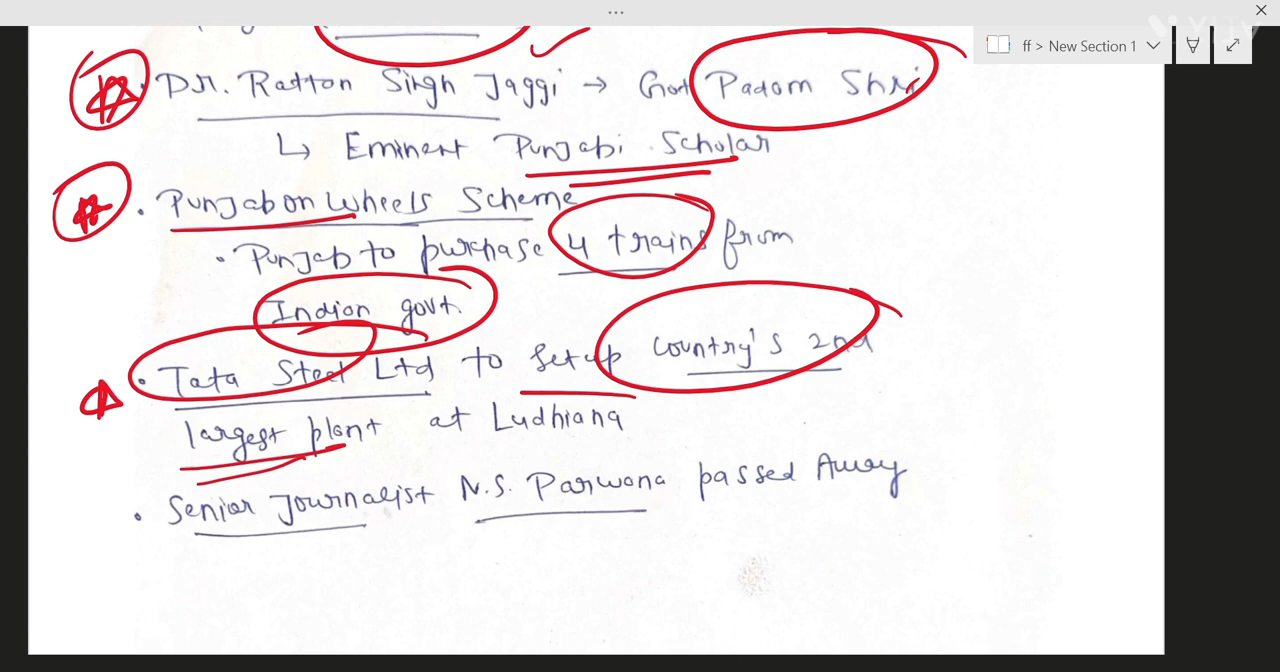 ff > New Section 1
. Dr. Ratton Singh Jaggi → Got Padam Shri
↳ Eminent Punjabi Scholar
. Punjab on Wheels Scheme
. Punjab to purchase 4 trains from
Indian govt.
. Tata Steel Ltd to Setup Country's 2nd
largest plant at Ludhiana
. Senior Journalist N.S. Parwana passed Away